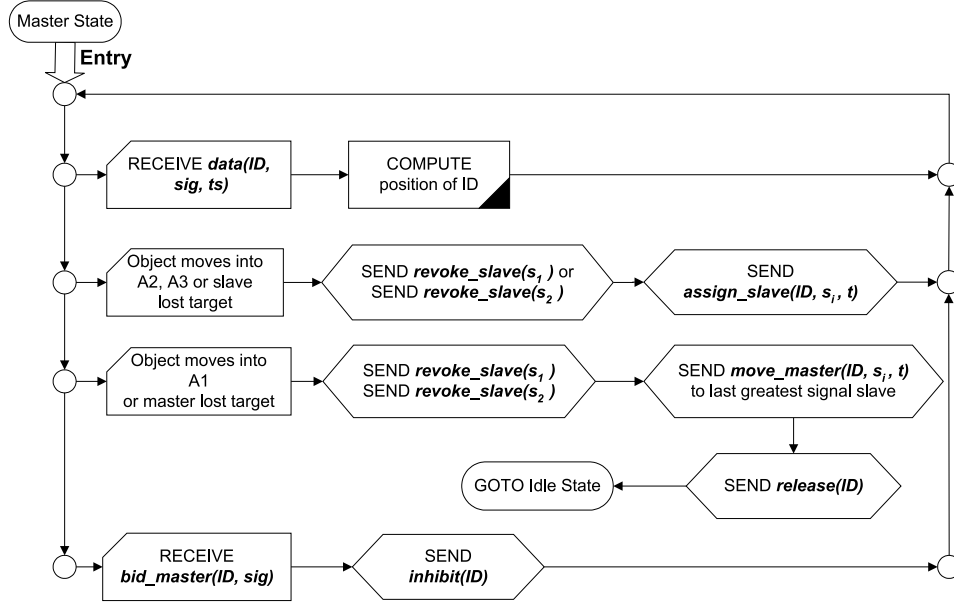 Master State
Entry
RECEIVE data(ID,
sig, ts)
COMPUTE
position of ID
Object moves into
A2, A3 or slave
lost target
SEND revoke_slave(s₁ ) or
SEND revoke_slave(s₂ )
SEND
assign_slave(ID, sᵢ , t)
Object moves into
A1
or master lost target
SEND revoke_slave(s₁ )
SEND revoke_slave(s₂ )
SEND move_master(ID, sᵢ , t)
to last greatest signal slave
GOTO Idle State
SEND release(ID)
RECEIVE
bid_master(ID, sig)
SEND
inhibit(ID)